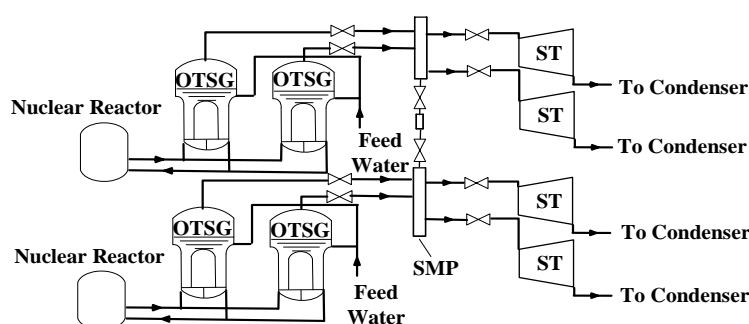 OTSG
OTSG
ST
To Condenser
Nuclear Reactor
ST
Feed
Water
To Condenser
OTSG
OTSG
ST
To Condenser
Nuclear Reactor
SMP
ST
Feed
Water
To Condenser